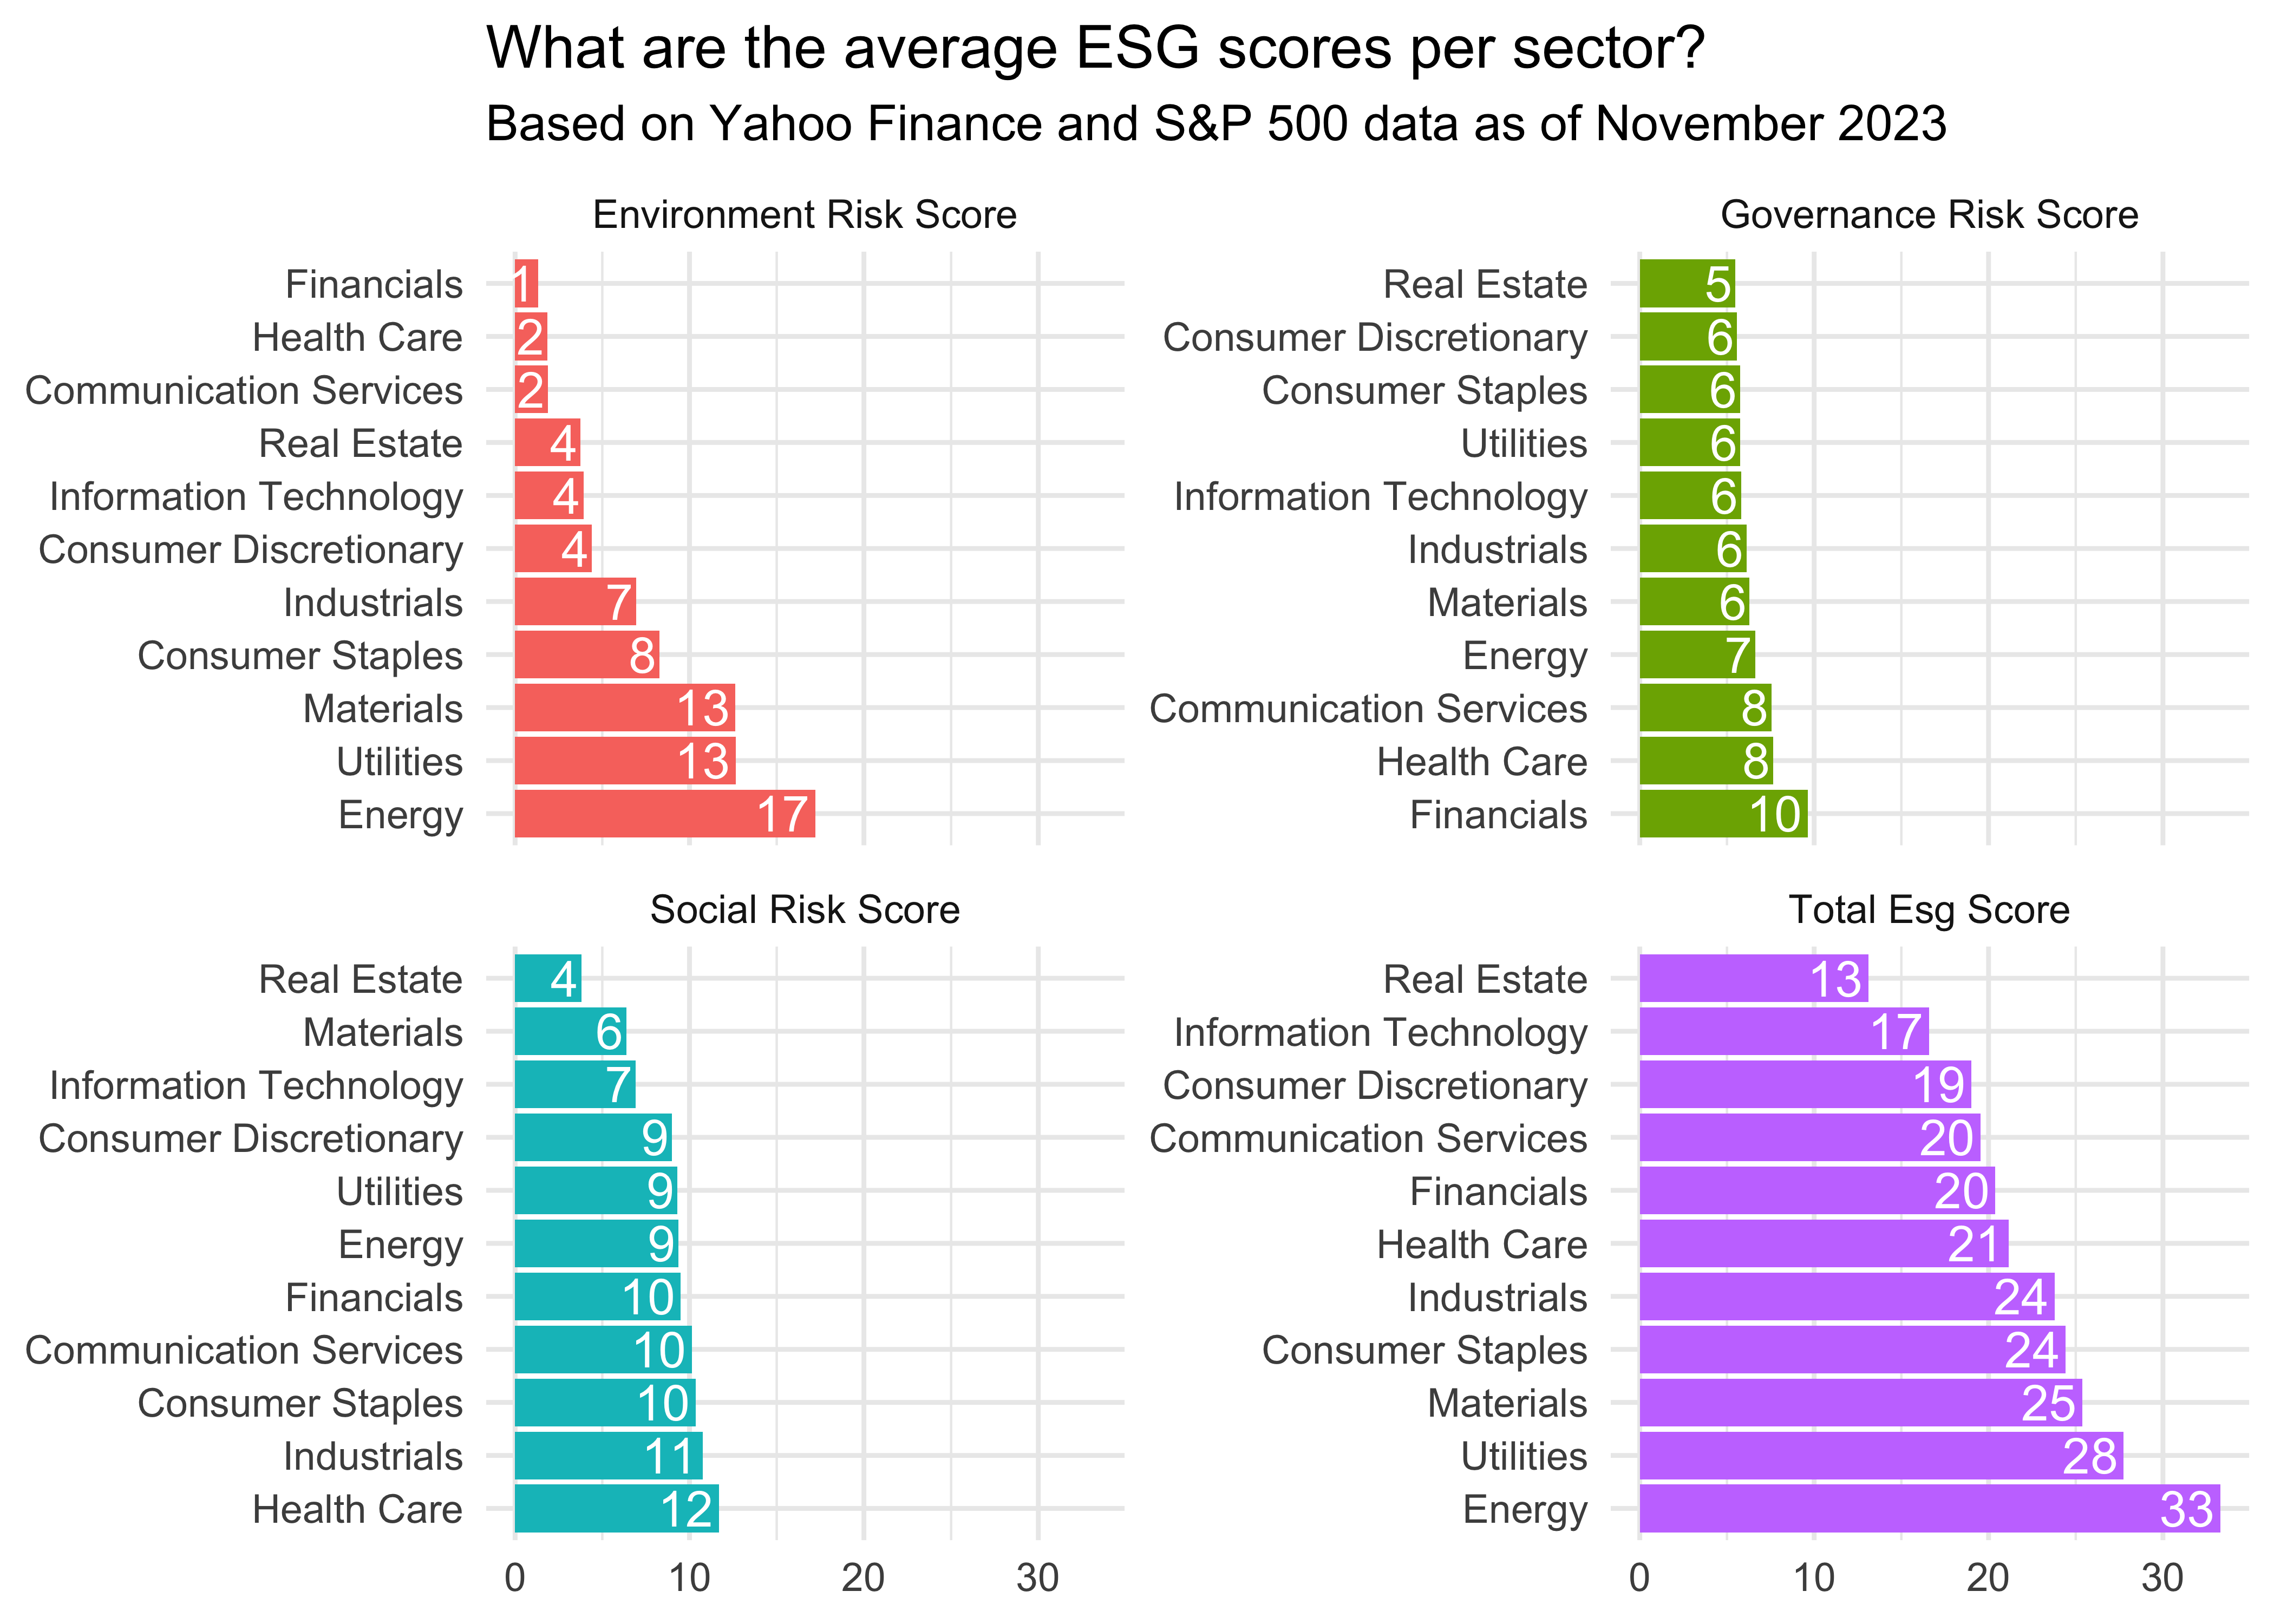 What are the average ESG scores per sector?
Based on Yahoo Finance and S&P 500 data as of November 2023
Environment Risk Score
Financials 1
Health Care 2
Communication Services 2
Real Estate 4
Information Technology 4
Consumer Discretionary 4
Industrials 7
Consumer Staples 8
Materials 13
Utilities 13
Energy 17
Governance Risk Score
Real Estate 5
Consumer Discretionary 6
Consumer Staples 6
Utilities 6
Information Technology 6
Industrials 6
Materials 6
Energy 7
Communication Services 8
Health Care 8
Financials 10
Social Risk Score
Real Estate 4
Materials 6
Information Technology 7
Consumer Discretionary 9
Utilities 9
Energy 9
Financials 10
Communication Services 10
Consumer Staples 10
Industrials 11
Health Care 12
0 10 20 30
Total Esg Score
Real Estate 13
Information Technology 17
Consumer Discretionary 19
Communication Services 20
Financials 20
Health Care 21
Industrials 24
Consumer Staples 24
Materials 25
Utilities 28
Energy 33
0 10 20 30